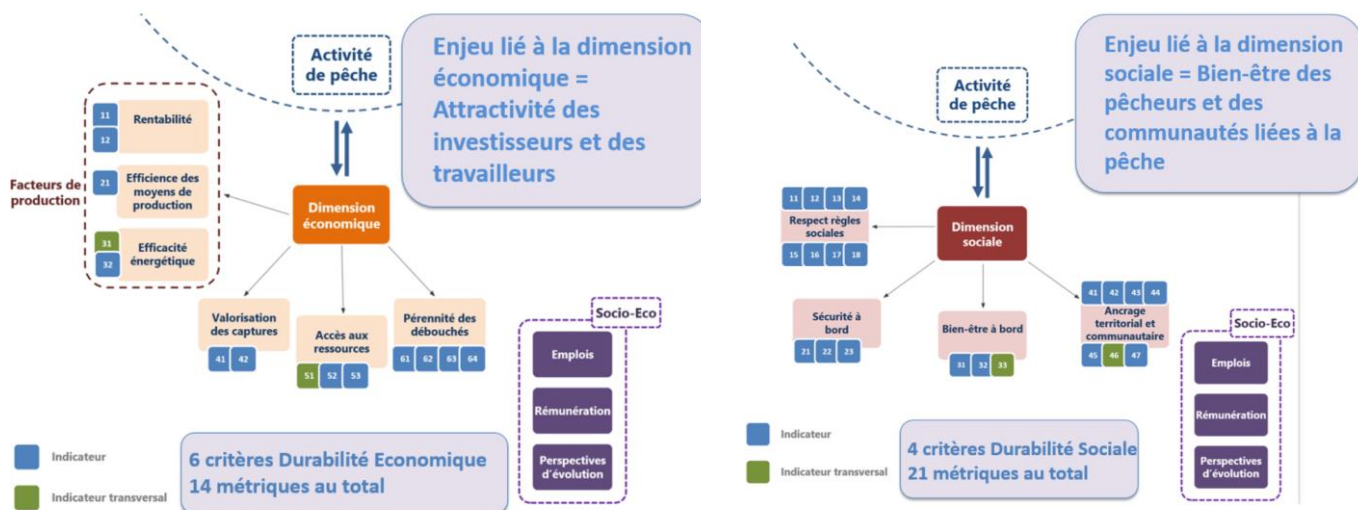 Activité
de pêche
Enjeu lié à la dimension
économique =
Attractivité des
investisseurs et des
travailleurs
11
Rentabilité
12
Facteurs de
production
21
Efficience des
moyens de
production
31
Efficacité
énergétique
32
Dimension
économique
Valorisation
des captures
41 42
Accès aux
ressources
51 52 53
Pérennité des
débouchés
61 62 63 64
Socio-Eco
Emplois
Rémunération
Perspectives
d'évolution
Indicateur
Indicateur transversal
6 critères Durabilité Economique
14 métriques au total
Activité
de pêche
Enjeu lié à la dimension
sociale = Bien-être des
pêcheurs et des
communautés liées à la
pêche
11 12 13 14
Respect règles
sociales
15 16 17 18
Dimension
sociale
Sécurité à
bord
21 22 23
Bien-être à bord
31 32 33
41 42 43 44
Ancrage
territorial et
communautaire
45 46 47
Socio-Eco
Emplois
Rémunération
Perspectives
d'évolution
Indicateur
Indicateur transversal
4 critères Durabilité Sociale
21 métriques au total